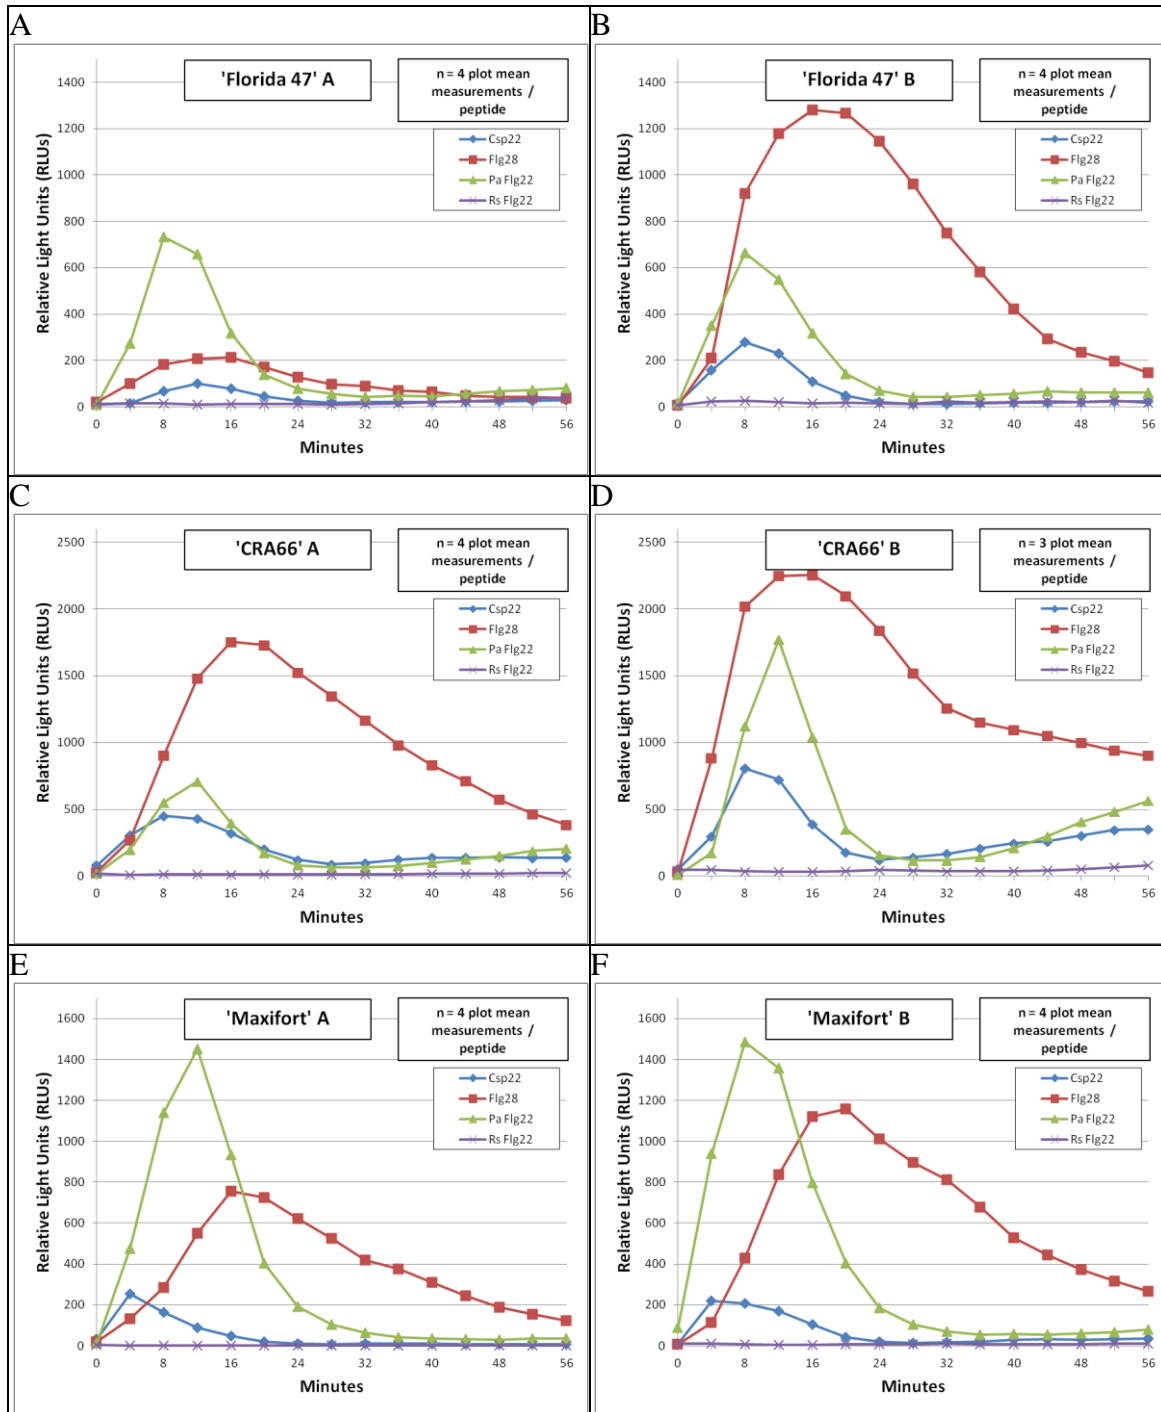 A
'Florida 47' A
n = 4 plot mean
measurements /
peptide
Csp22
Flg28
Pa Flg22
Rs Flg22
Relative Light Units (RLUs)
1400
1200
1000
800
600
400
200
0
0 8 16 24 32 40 48 56
Minutes
B
'Florida 47' B
n = 4 plot mean
measurements /
peptide
Csp22
Flg28
Pa Flg22
Rs Flg22
Relative Light Units (RLUs)
1400
1200
1000
800
600
400
200
0
0 8 16 24 32 40 48 56
Minutes
C
'CRA66' A
n = 4 plot mean
measurements /
peptide
Csp22
Flg28
Pa Flg22
Rs Flg22
Relative Light Units (RLUs)
2500
2000
1500
1000
500
0
0 8 16 24 32 40 48 56
Minutes
D
'CRA66' B
n = 3 plot mean
measurements /
peptide
Csp22
Flg28
Pa Flg22
Rs Flg22
Relative Light Units (RLUs)
2500
2000
1500
1000
500
0
0 8 16 24 32 40 48 56
Minutes
E
'Maxifort' A
n = 4 plot mean
measurements /
peptide
Csp22
Flg28
Pa Flg22
Rs Flg22
Relative Light Units (RLUs)
1600
1400
1200
1000
800
600
400
200
0
0 8 16 24 32 40 48 56
Minutes
F
'Maxifort' B
n = 4 plot mean
measurements /
peptide
Csp22
Flg28
Pa Flg22
Rs Flg22
Relative Light Units (RLUs)
1600
1400
1200
1000
800
600
400
200
0
0 8 16 24 32 40 48 56
Minutes